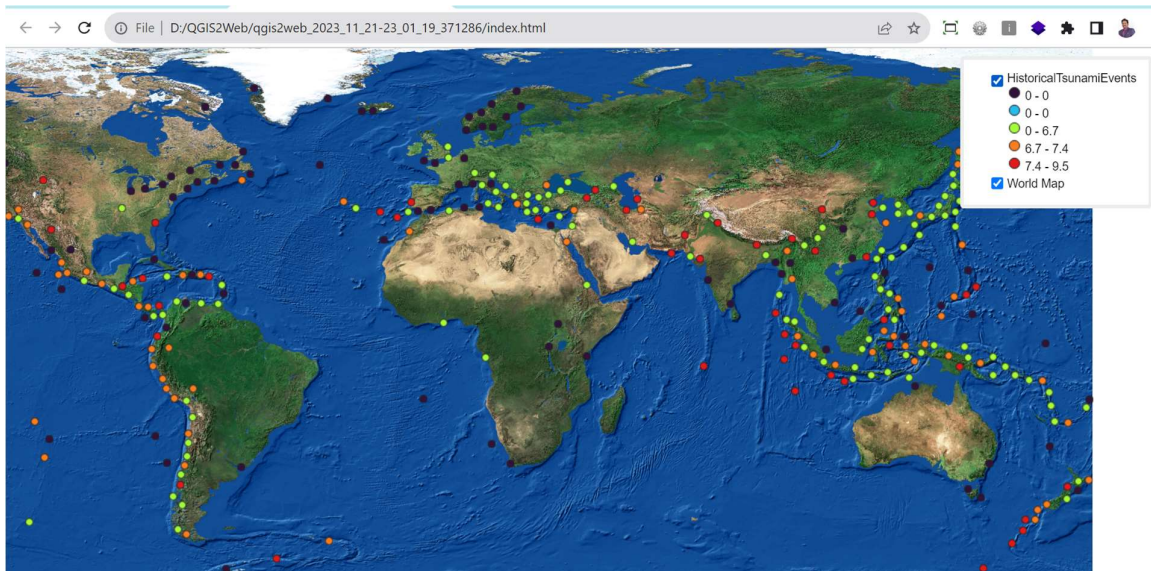 File | D:/QGIS2Web/qgis2web_2023_11_21-23_01_19_371286/index.html
HistoricalTsunamiEvents
0 - 0
0 - 0
0 - 6.7
6.7 - 7.4
7.4 - 9.5
World Map